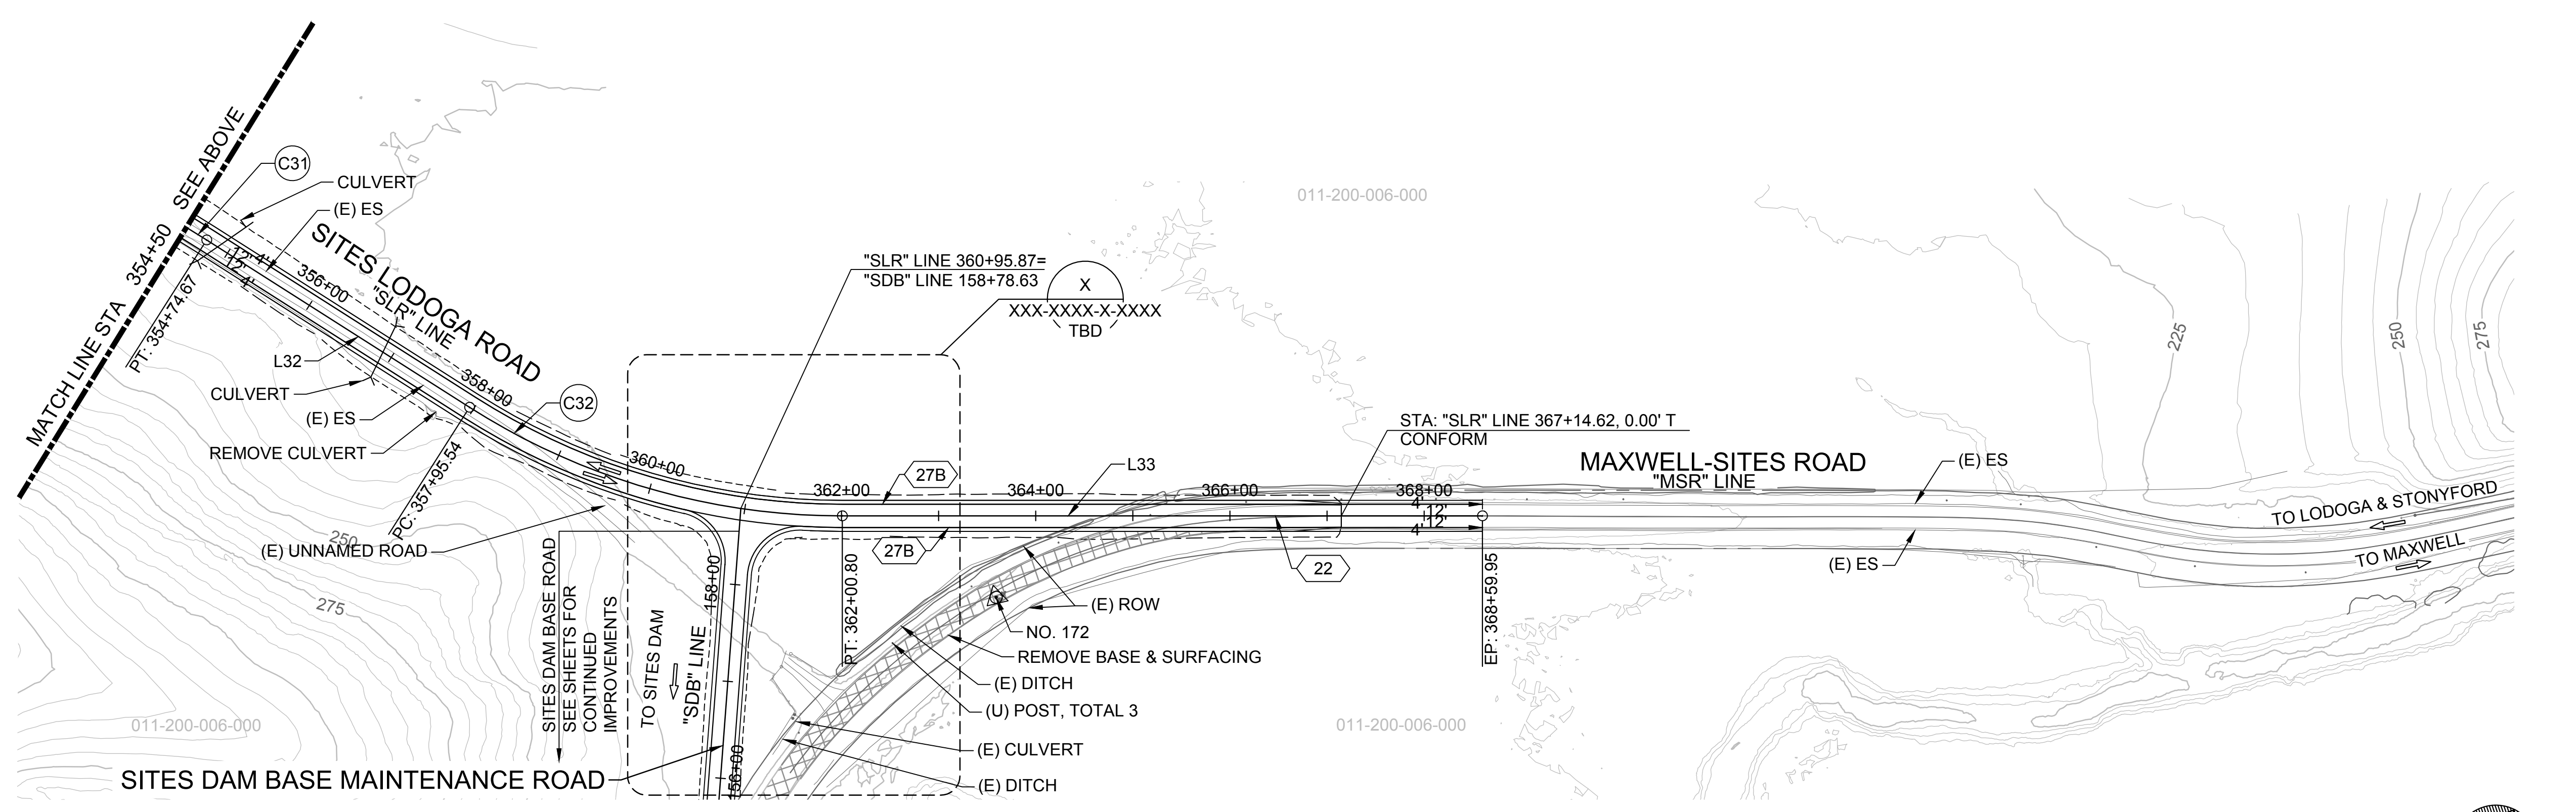 MATCH LINE STA 354+50 SEE ABOVE
C31
CULVERT
(E) ES
12' 4'
12' 4'
PT: 354+74.67
356+00
SITES LODOGA ROAD
"SLR" LINE
L32
CULVERT
(E) ES
REMOVE CULVERT
358+00
C32
PC: 357+95.54
(E) UNNAMED ROAD
250
275
011-200-006-000
360+00
"SLR" LINE 360+95.87=
"SDB" LINE 158+78.63
X
XXX-XXXX-X-XXXX
TBD
27B
362+00
364+00
366+00
368+00
L33
27B
22
4'
12'
12'
4'
STA: "SLR" LINE 367+14.62, 0.00' T
CONFORM
MAXWELL-SITES ROAD
"MSR" LINE
(E) ES
(E) ES
TO LODOGA & STONYFORD
TO MAXWELL
225
250
275
011-200-006-000
011-200-006-000
PT: 362+00.80
EP: 368+59.95
(E) ROW
NO. 172
REMOVE BASE & SURFACING
(E) DITCH
(U) POST, TOTAL 3
(E) CULVERT
(E) DITCH
SITES DAM BASE ROAD
SEE SHEETS FOR
CONTINUED
IMPROVEMENTS
TO SITES DAM
"SDB" LINE
158+00
156+00
SITES DAM BASE MAINTENANCE ROAD